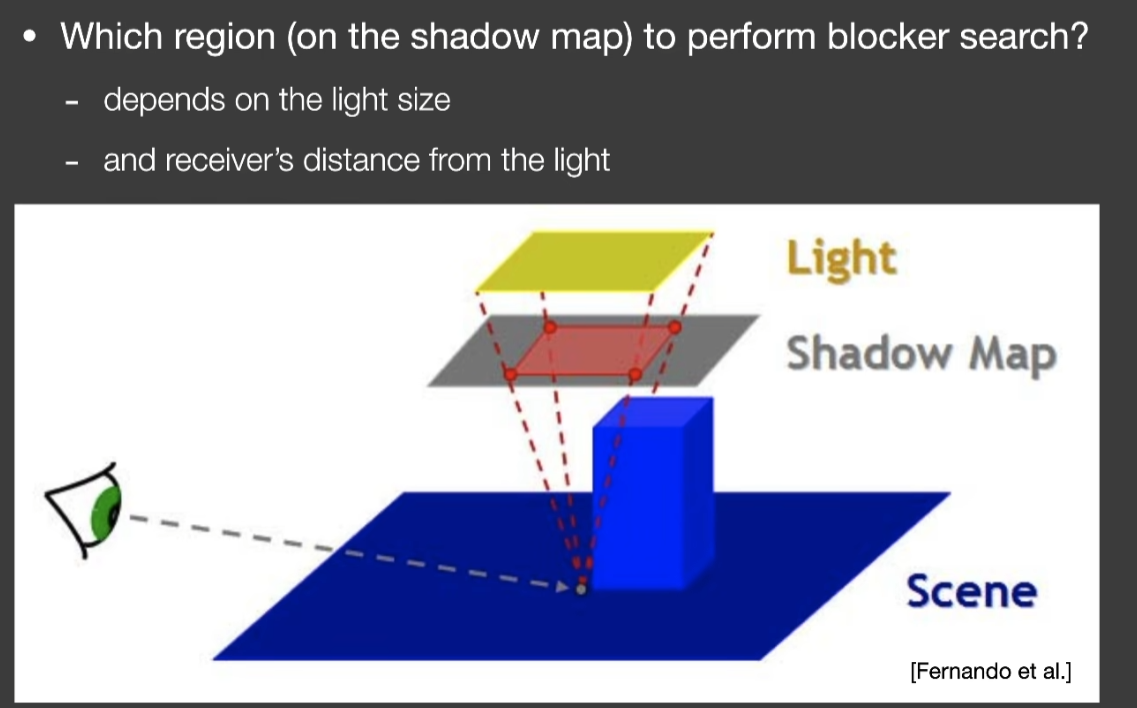 • Which region (on the shadow map) to perform blocker search?
- depends on the light size
- and receiver's distance from the light
Light
Shadow Map
Scene
[Fernando et al.]